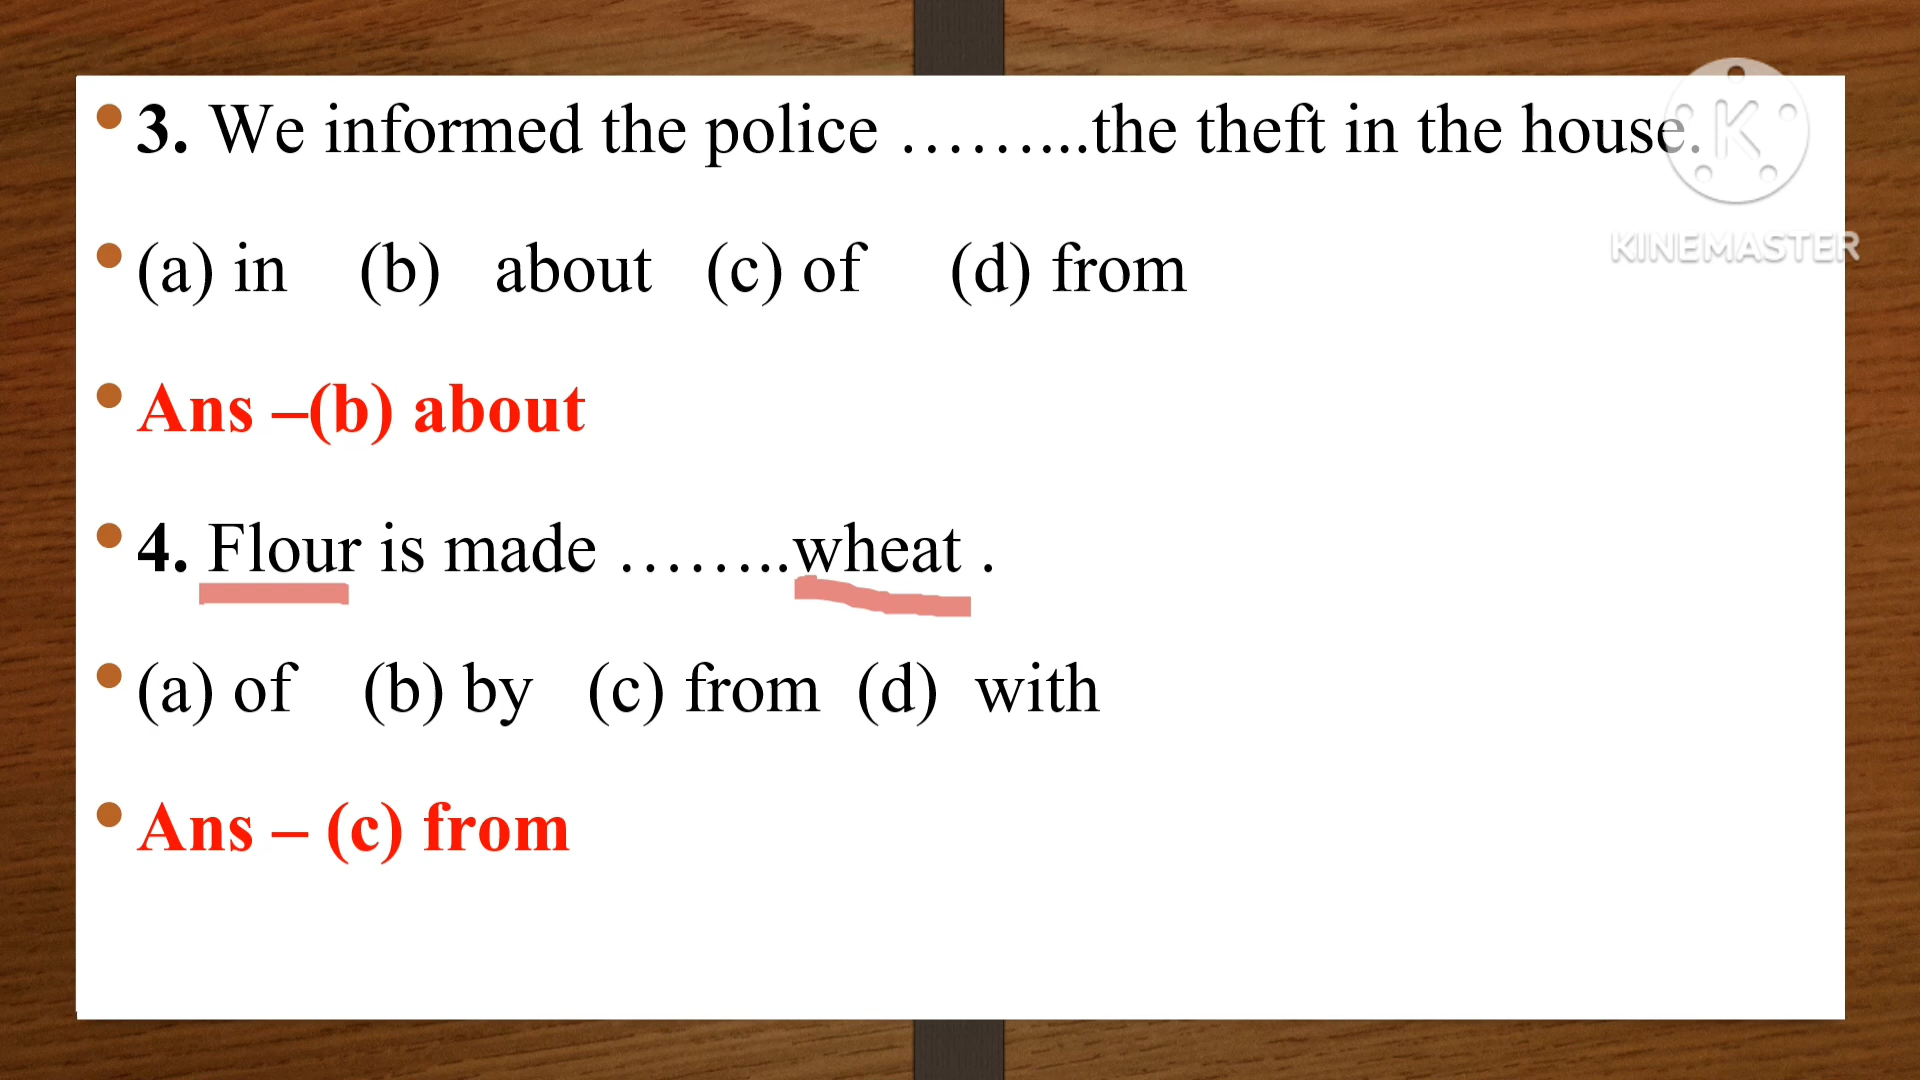 3. We informed the police ……...the theft in the house.
(a) in (b) about (c) of (d) from
Ans –(b) about
4. Flour is made ……..wheat .
(a) of (b) by (c) from (d) with
Ans – (c) from
K
KINEMASTER